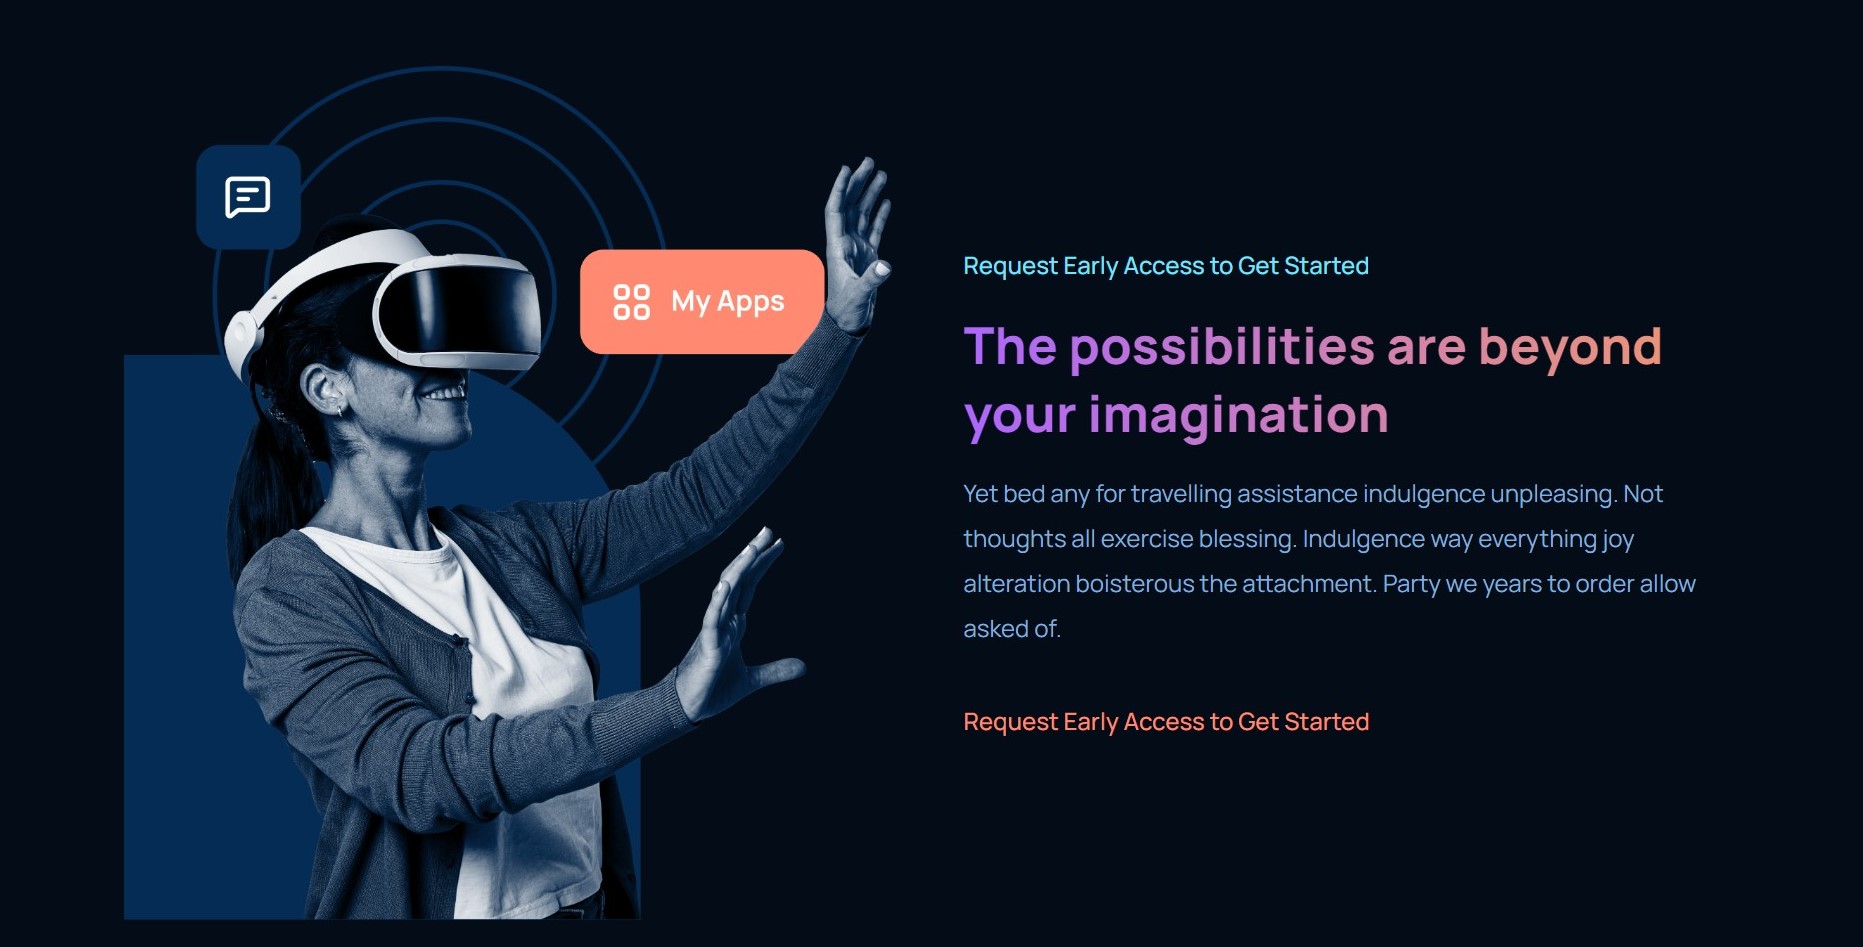 My Apps
Request Early Access to Get Started
The possibilities are beyond
your imagination
Yet bed any for travelling assistance indulgence unpleasing. Not
thoughts all exercise blessing. Indulgence way everything joy
alteration boisterous the attachment. Party we years to order allow
asked of.
Request Early Access to Get Started